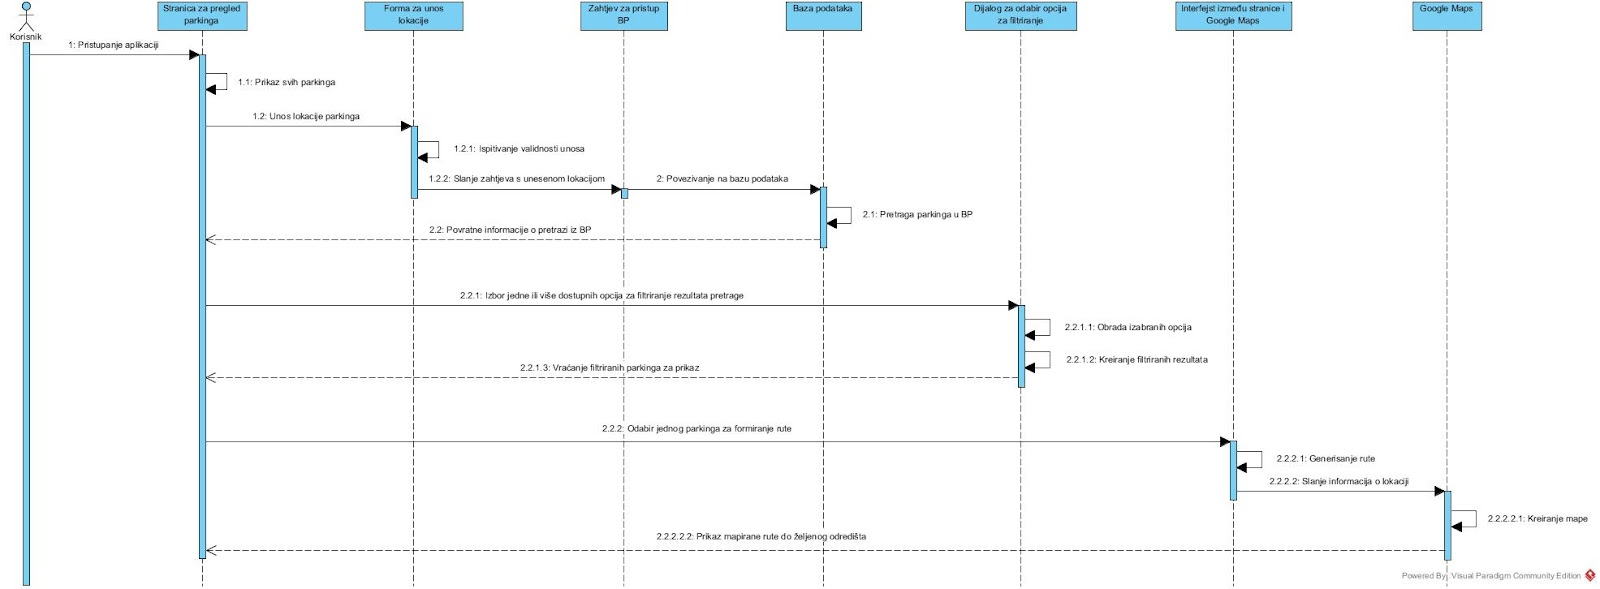 Korisnik
Stranica za pregled
parkinga
Forma za unos
lokacije
Zahtjev za pristup
BP
Baza podataka
Dijalog za odabir opcija
za filtriranje
Interfejst između stranice i
Google Maps
Google Maps
1: Pristupanje aplikaciji
1.1: Prikaz svih parkinga
1.2: Unos lokacije parkinga
1.2.1: Ispitivanje validnosti unosa
1.2.2: Slanje zahtjeva s unesenom lokacijom
2: Povezivanje na bazu podataka
2.1: Pretraga parkinga u BP
2.2: Povratne informacije o pretrazi iz BP
2.2.1: Izbor jedne ili više dostupnih opcija za filtriranje rezultata pretrage
2.2.1.1: Obrada izabranih opcija
2.2.1.2: Kreiranje filtriranih rezultata
2.2.1.3: Vraćanje filtriranih parkinga za prikaz
2.2.2: Odabir jednog parkinga za formiranje rute
2.2.2.1: Generisanje rute
2.2.2.2: Slanje informacija o lokaciji
2.2.2.2.1: Kreiranje mape
2.2.2.2.2: Prikaz mapirane rute do željenog odredišta
Powered By: Visual Paradigm Community Edition